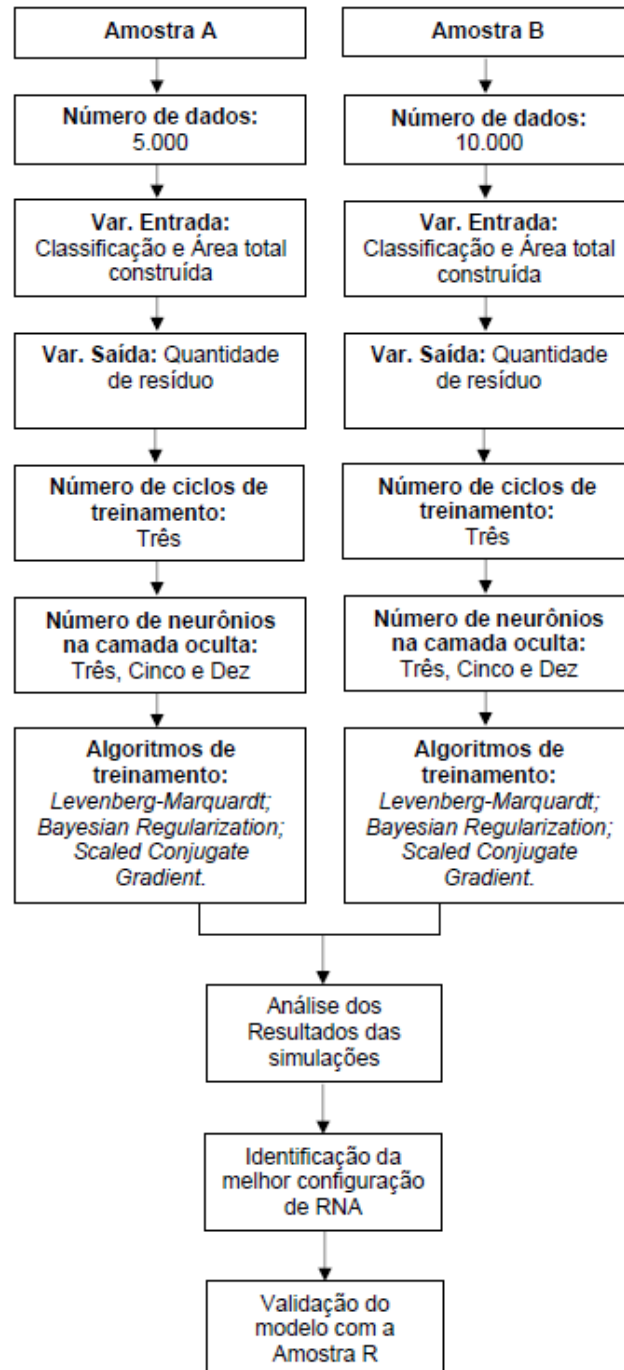 Amostra A
Número de dados:
5.000
Var. Entrada:
Classificação e Área total
construída
Var. Saída: Quantidade
de resíduo
Número de ciclos de
treinamento:
Três
Número de neurônios
na camada oculta:
Três, Cinco e Dez
Algoritmos de
treinamento:
Levenberg-Marquardt;
Bayesian Regularization;
Scaled Conjugate
Gradient.
Amostra B
Número de dados:
10.000
Var. Entrada:
Classificação e Área total
construída
Var. Saída: Quantidade
de resíduo
Número de ciclos de
treinamento:
Três
Número de neurônios
na camada oculta:
Três, Cinco e Dez
Algoritmos de
treinamento:
Levenberg-Marquardt;
Bayesian Regularization;
Scaled Conjugate
Gradient.
Análise dos
Resultados das
simulações
Identificação da
melhor configuração
de RNA
Validação do
modelo com a
Amostra R